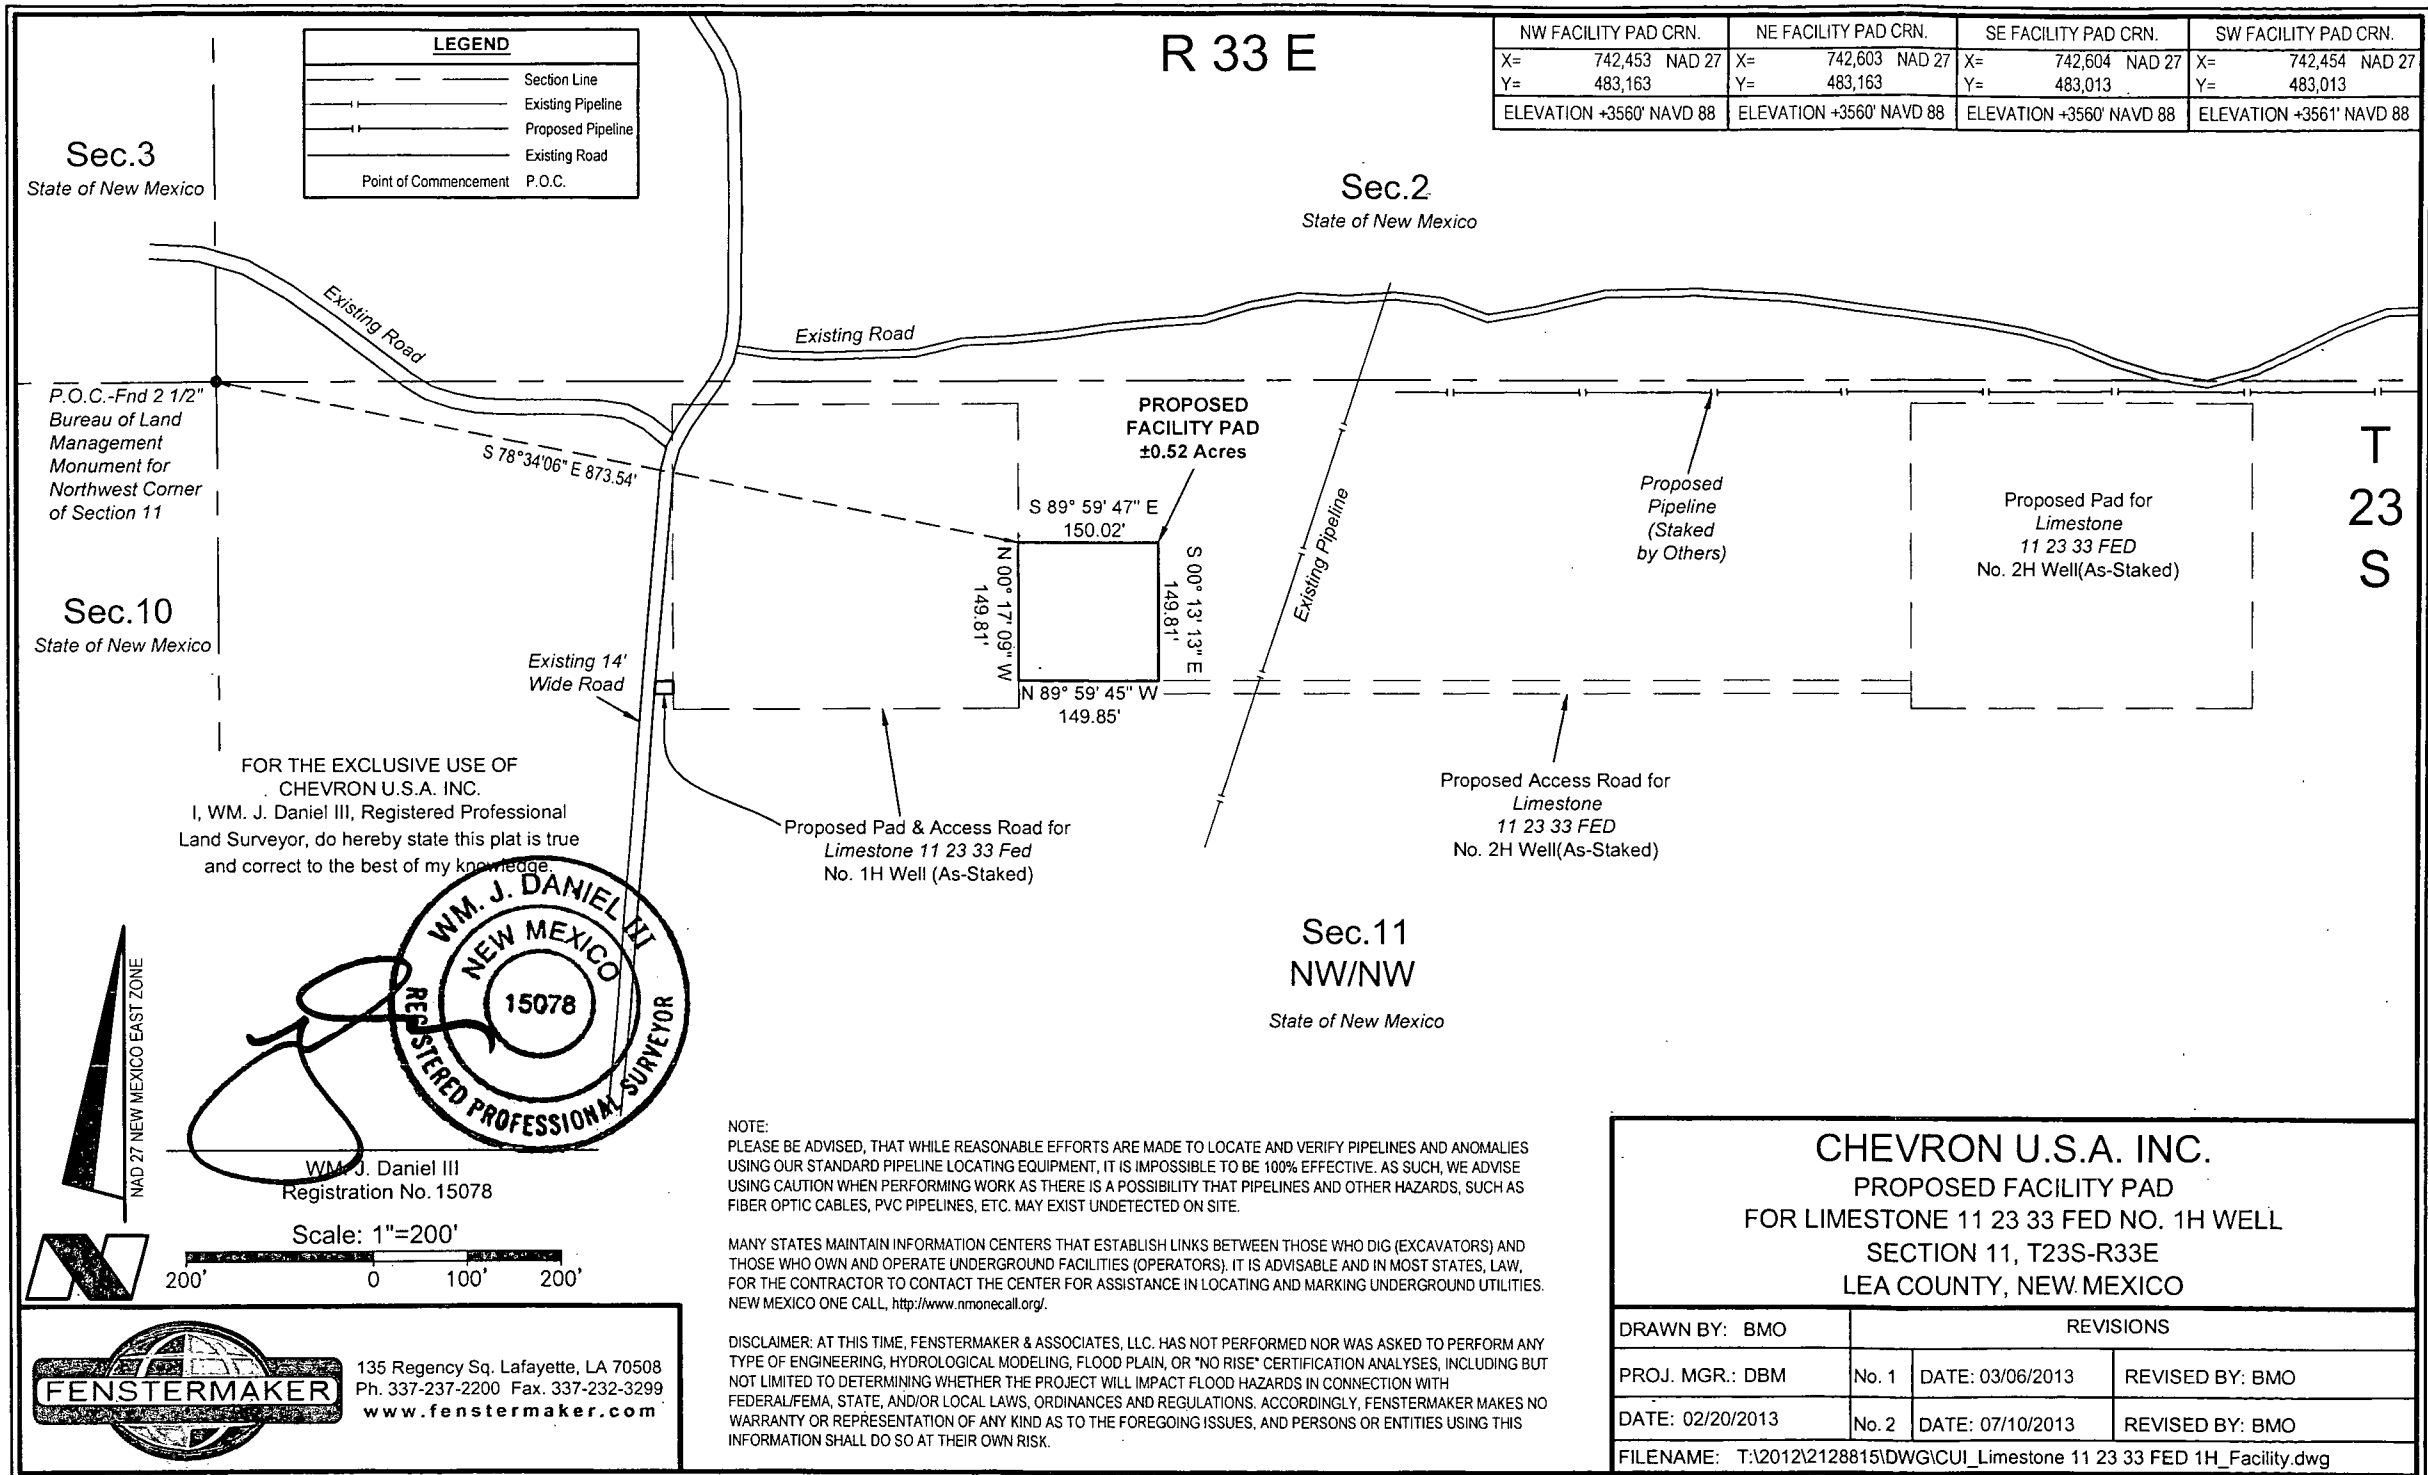 LEGEND
Section Line
Existing Pipeline
Proposed Pipeline
Existing Road
Point of Commencement P.O.C.
R 33 E
NW FACILITY PAD CRN.
X= 742,453 NAD 27
Y= 483,163
ELEVATION +3560' NAVD 88
NE FACILITY PAD CRN.
X= 742,603 NAD 27
Y= 483,163
ELEVATION +3560' NAVD 88
SE FACILITY PAD CRN.
X= 742,604 NAD 27
Y= 483,013
ELEVATION +3560' NAVD 88
SW FACILITY PAD CRN.
X= 742,454 NAD 27
Y= 483,013
ELEVATION +3561' NAVD 88
Sec.3
State of New Mexico
Sec.2
State of New Mexico
Existing Road
Existing Road
P.O.C.-Fnd 2 1/2"
Bureau of Land
Management
Monument for
Northwest Corner
of Section 11
S 78°34'06" E 873.54'
PROPOSED
FACILITY PAD
±0.52 Acres
S 89° 59' 47" E
150.02'
N 00° 17' 09" W
149.81'
S 00° 13' 13" E
149.81'
N 89° 59' 45" W
149.85'
Existing Pipeline
Proposed
Pipeline
(Staked
by Others)
Proposed Pad for
Limestone
11 23 33 FED
No. 2H Well(As-Staked)
T
23
S
Sec.10
State of New Mexico
Existing 14'
Wide Road
Proposed Pad & Access Road for
Limestone 11 23 33 Fed
No. 1H Well (As-Staked)
Proposed Access Road for
Limestone
11 23 33 FED
No. 2H Well(As-Staked)
Sec.11
NW/NW
State of New Mexico
FOR THE EXCLUSIVE USE OF
CHEVRON U.S.A. INC.
I, WM. J. Daniel III, Registered Professional
Land Surveyor, do hereby state this plat is true
and correct to the best of my knowledge.
WM. J. DANIEL III
NEW MEXICO
15078
REGISTERED PROFESSIONAL SURVEYOR
NAD 27 NEW MEXICO EAST ZONE
WM. J. Daniel III
Registration No. 15078
Scale: 1"=200'
200' 0 100' 200'
FENSTERMAKER
135 Regency Sq. Lafayette, LA 70508
Ph. 337-237-2200 Fax. 337-232-3299
www.fenstermaker.com
NOTE:
PLEASE BE ADVISED, THAT WHILE REASONABLE EFFORTS ARE MADE TO LOCATE AND VERIFY PIPELINES AND ANOMALIES
USING OUR STANDARD PIPELINE LOCATING EQUIPMENT, IT IS IMPOSSIBLE TO BE 100% EFFECTIVE. AS SUCH, WE ADVISE
USING CAUTION WHEN PERFORMING WORK AS THERE IS A POSSIBILITY THAT PIPELINES AND OTHER HAZARDS, SUCH AS
FIBER OPTIC CABLES, PVC PIPELINES, ETC. MAY EXIST UNDETECTED ON SITE.
MANY STATES MAINTAIN INFORMATION CENTERS THAT ESTABLISH LINKS BETWEEN THOSE WHO DIG (EXCAVATORS) AND
THOSE WHO OWN AND OPERATE UNDERGROUND FACILITIES (OPERATORS). IT IS ADVISABLE AND IN MOST STATES, LAW,
FOR THE CONTRACTOR TO CONTACT THE CENTER FOR ASSISTANCE IN LOCATING AND MARKING UNDERGROUND UTILITIES.
NEW MEXICO ONE CALL, http://www.nmonecall.org/.
DISCLAIMER: AT THIS TIME, FENSTERMAKER & ASSOCIATES, LLC. HAS NOT PERFORMED NOR WAS ASKED TO PERFORM ANY
TYPE OF ENGINEERING, HYDROLOGICAL MODELING, FLOOD PLAIN, OR "NO RISE" CERTIFICATION ANALYSES, INCLUDING BUT
NOT LIMITED TO DETERMINING WHETHER THE PROJECT WILL IMPACT FLOOD HAZARDS IN CONNECTION WITH
FEDERAL/FEMA, STATE, AND/OR LOCAL LAWS, ORDINANCES AND REGULATIONS. ACCORDINGLY, FENSTERMAKER MAKES NO
WARRANTY OR REPRESENTATION OF ANY KIND AS TO THE FOREGOING ISSUES, AND PERSONS OR ENTITIES USING THIS
INFORMATION SHALL DO SO AT THEIR OWN RISK.
CHEVRON U.S.A. INC.
PROPOSED FACILITY PAD
FOR LIMESTONE 11 23 33 FED NO. 1H WELL
SECTION 11, T23S-R33E
LEA COUNTY, NEW MEXICO
DRAWN BY: BMO REVISIONS
PROJ. MGR.: DBM No. 1 DATE: 03/06/2013 REVISED BY: BMO
DATE: 02/20/2013 No. 2 DATE: 07/10/2013 REVISED BY: BMO
FILENAME: T:\2012\2128815\DWG\CUI_Limestone 11 23 33 FED 1H_Facility.dwg